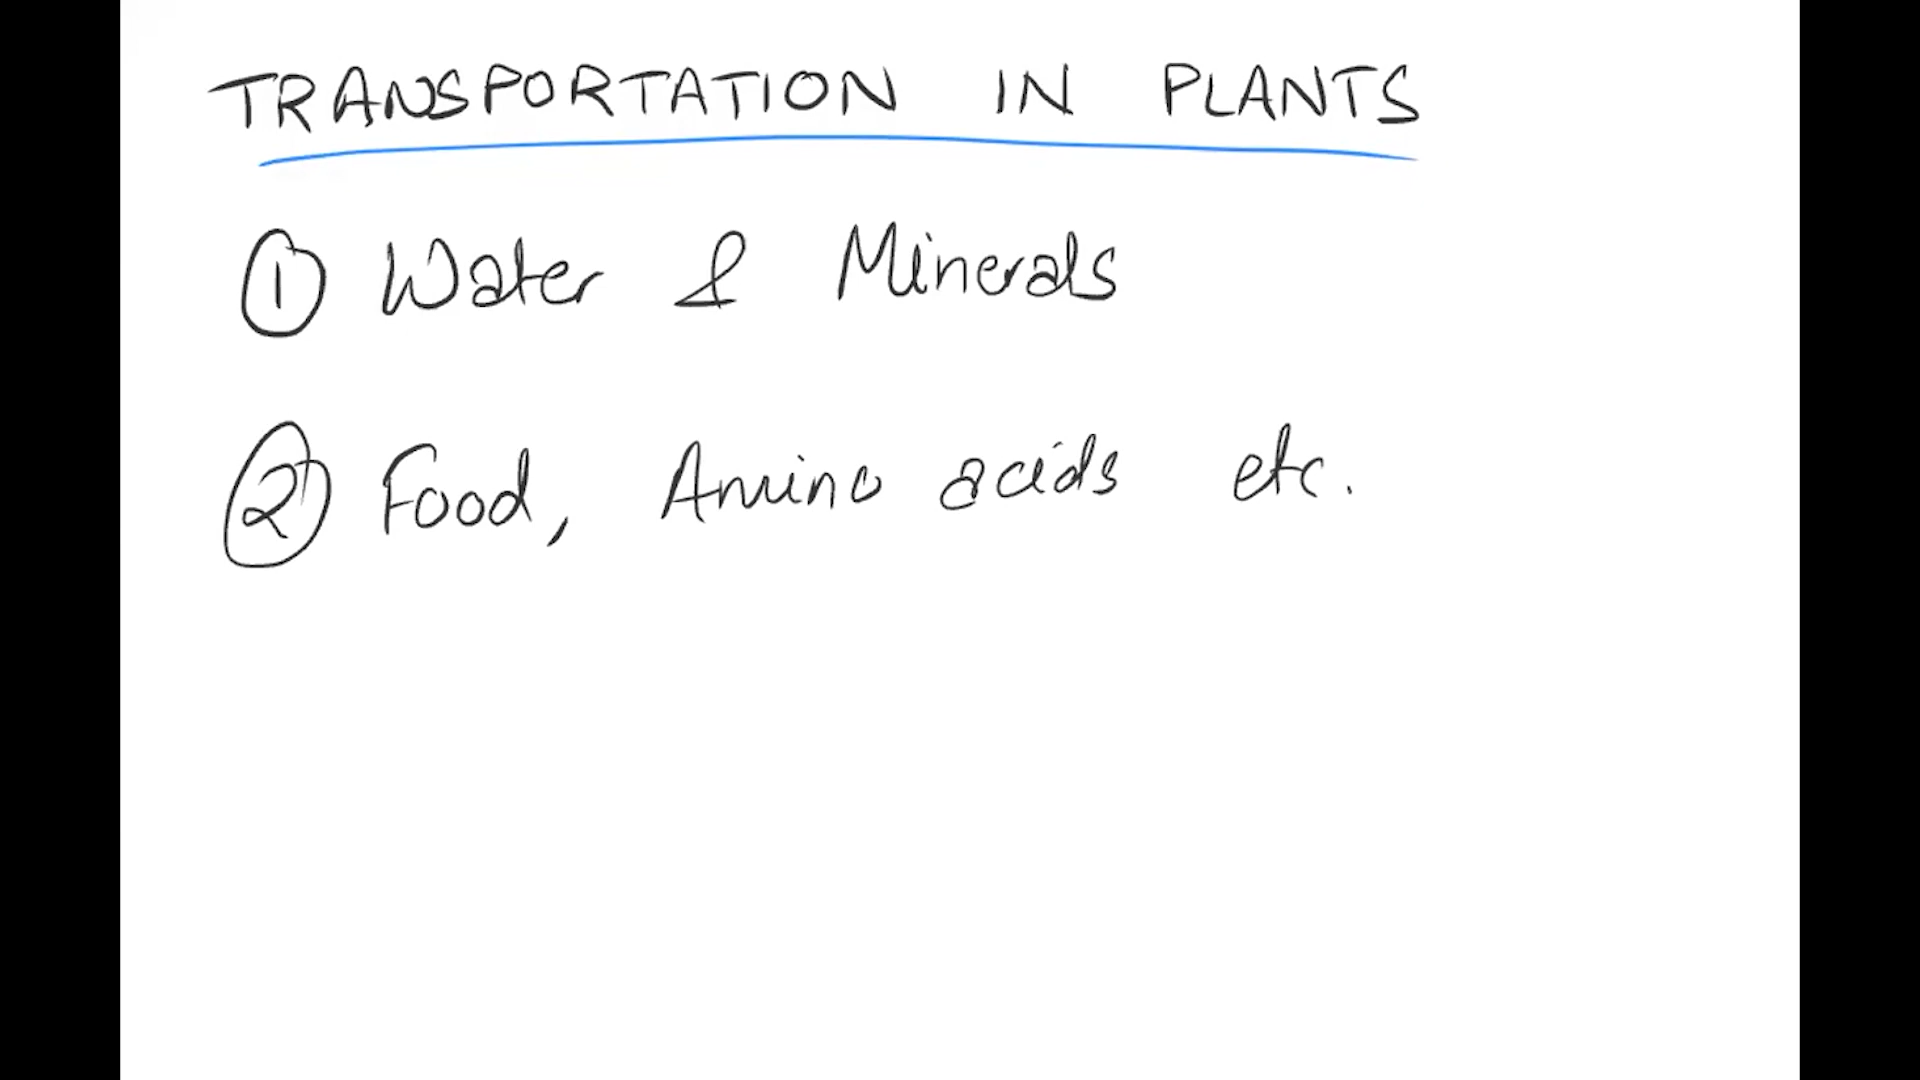 TRANSPORTATION IN PLANTS
① Water & Minerals
② Food, Amino acids etc.